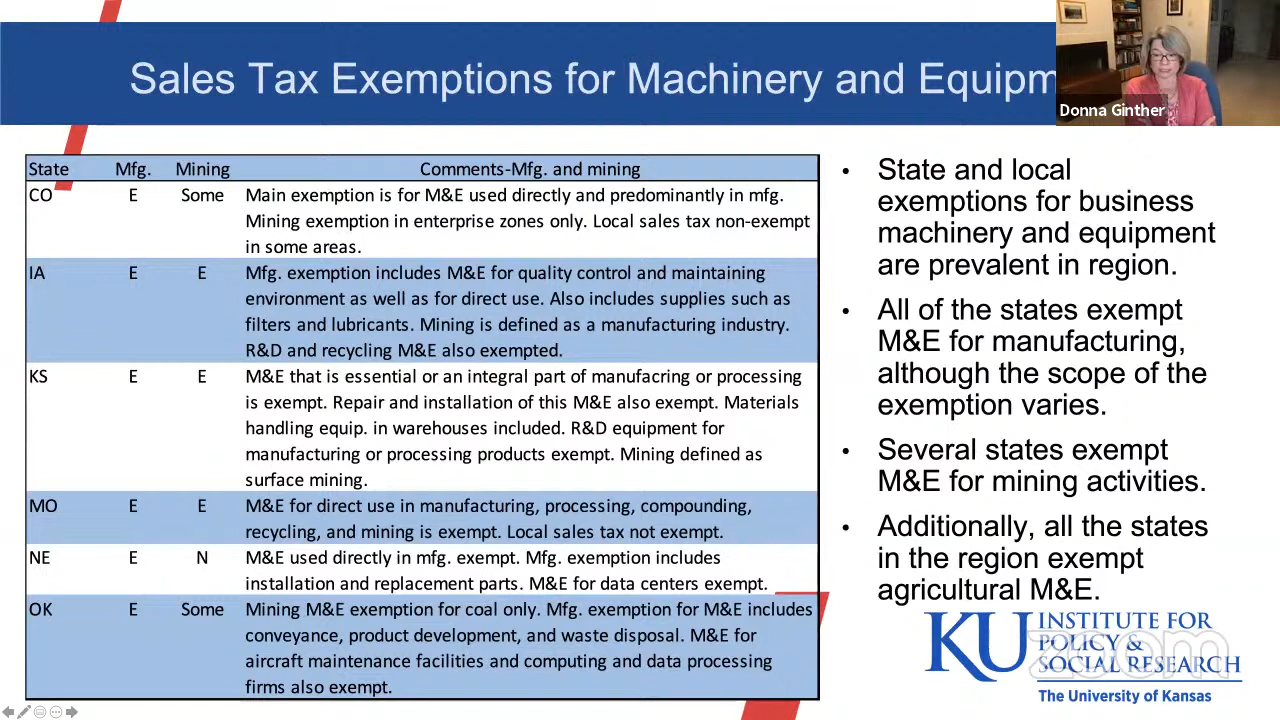 Sales Tax Exemptions for Machinery and Equipm
Donna Ginther
State Mfg. Mining Comments-Mfg. and mining
CO E Some Main exemption is for M&E used directly and predominantly in mfg.
Mining exemption in enterprise zones only. Local sales tax non-exempt
in some areas.
IA E E Mfg. exemption includes M&E for quality control and maintaining
environment as well as for direct use. Also includes supplies such as
filters and lubricants. Mining is defined as a manufacturing industry.
R&D and recycling M&E also exempted.
KS E E M&E that is essential or an integral part of manufacring or processing
is exempt. Repair and installation of this M&E also exempt. Materials
handling equip. in warehouses included. R&D equipment for
manufacturing or processing products exempt. Mining defined as
surface mining.
MO E E M&E for direct use in manufacturing, processing, compounding,
recycling, and mining is exempt. Local sales tax not exempt.
NE E N M&E used directly in mfg. exempt. Mfg. exemption includes
installation and replacement parts. M&E for data centers exempt.
OK E Some Mining M&E exemption for coal only. Mfg. exemption for M&E includes
conveyance, product development, and waste disposal. M&E for
aircraft maintenance facilities and computing and data processing
firms also exempt.
• State and local
exemptions for business
machinery and equipment
are prevalent in region.
• All of the states exempt
M&E for manufacturing,
although the scope of the
exemption varies.
• Several states exempt
M&E for mining activities.
• Additionally, all the states
in the region exempt
agricultural M&E.
KU INSTITUTE FOR
POLICY &
SOCIAL RESEARCH
The University of Kansas
zoom